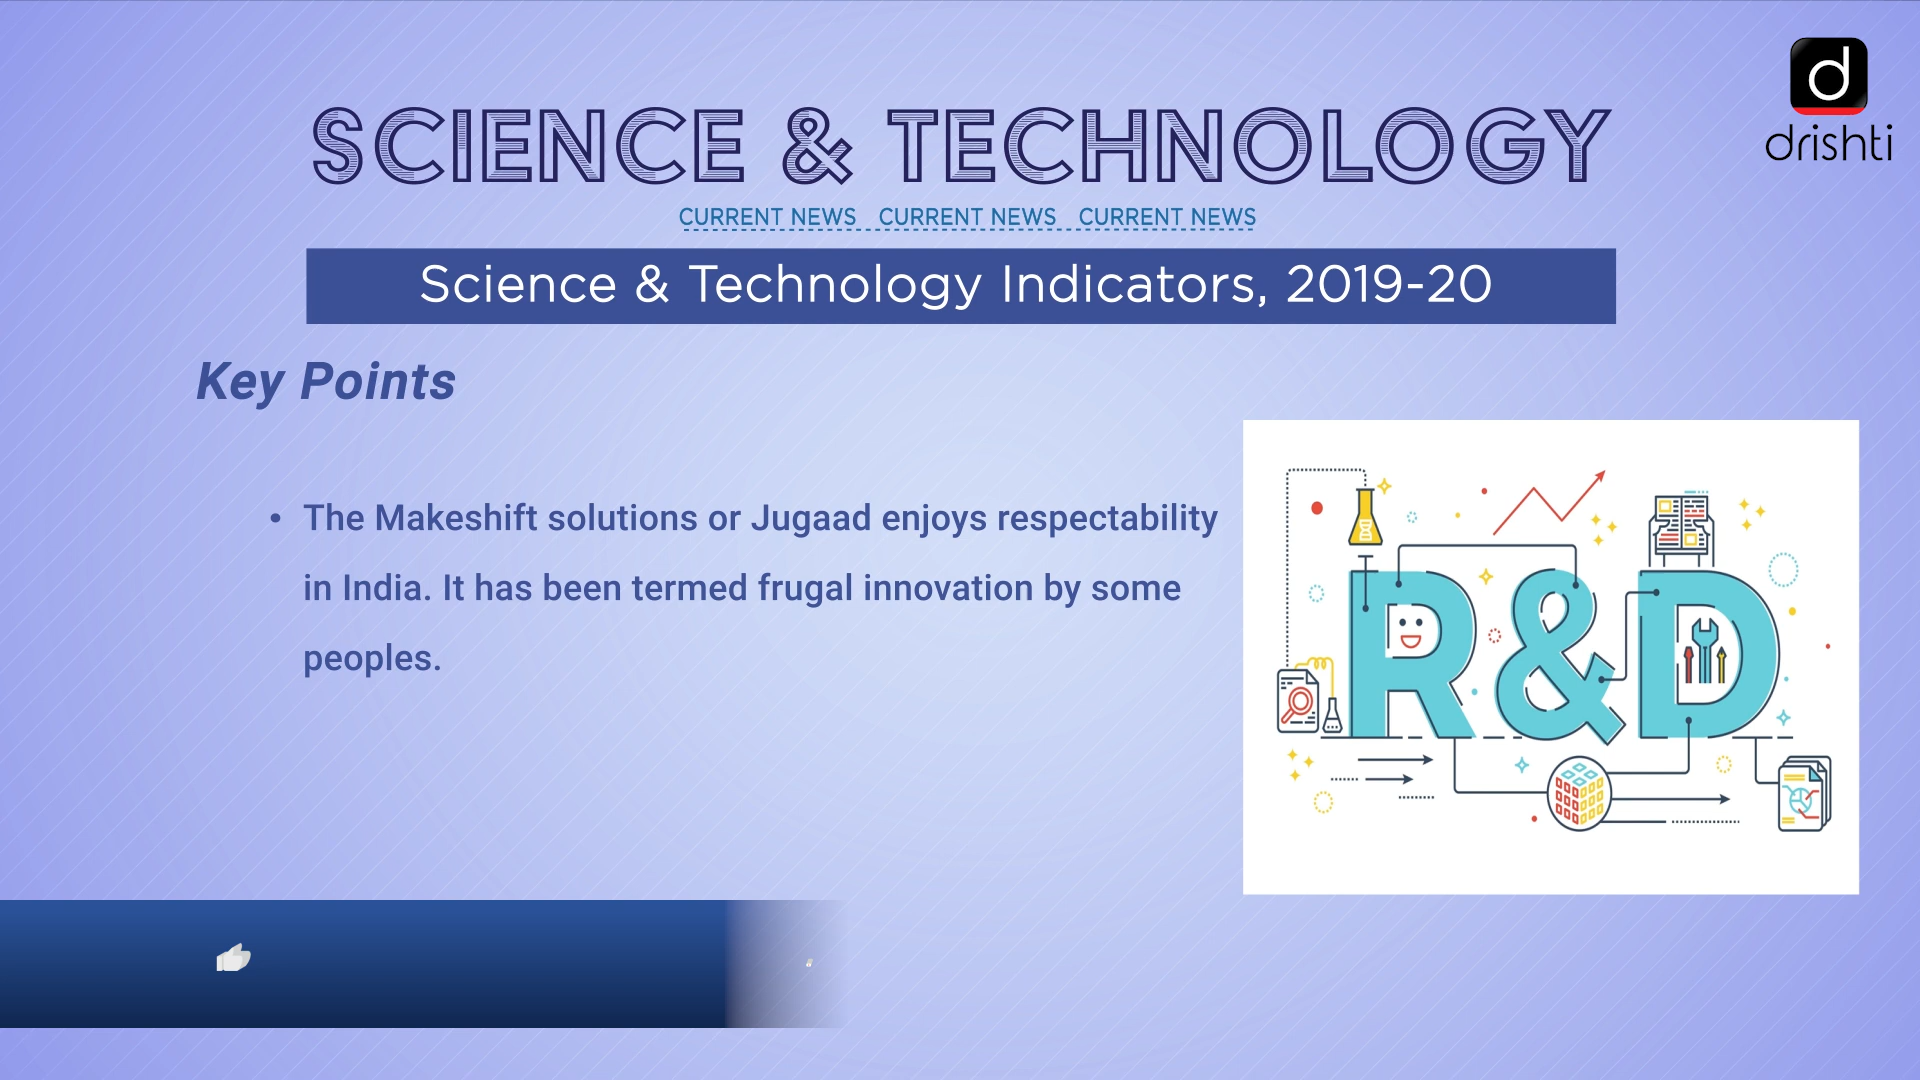 d
drishti
SCIENCE & TECHNOLOGY
CURRENT NEWS CURRENT NEWS CURRENT NEWS
Science & Technology Indicators, 2019-20
Key Points
• The Makeshift solutions or Jugaad enjoys respectability
in India. It has been termed frugal innovation by some
peoples.
R&D